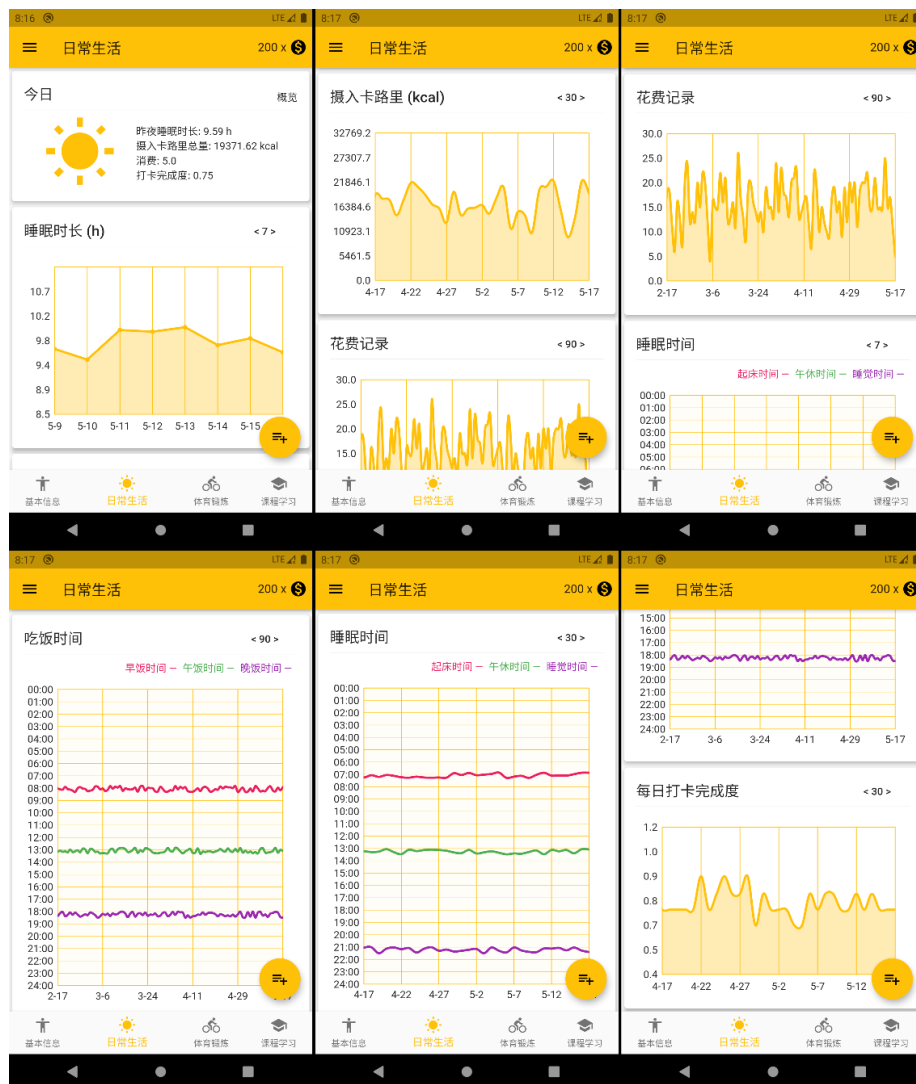 8:16 LTE
日常生活 200 x
今日 概览
昨夜睡眠时长: 9.59 h
摄入卡路里总量: 19371.62 kcal
消费: 5.0
打卡完成度: 0.75
睡眠时长 (h) < 7 >
10.7
10.2
9.8
9.4
8.9
8.5
5-9 5-10 5-11 5-12 5-13 5-14 5-15
基本信息 日常生活 体育锻炼 课程学习
8:17 LTE
日常生活 200 x
摄入卡路里 (kcal) < 30 >
32769.2
27307.7
21846.1
16384.6
10923.1
5461.5
0.0
4-17 4-22 4-27 5-2 5-7 5-12 5-17
花费记录 < 90 >
30.0
25.0
20.0
15.0
基本信息 日常生活 体育锻炼 课程学习
8:17 LTE
日常生活 200 x
花费记录 < 90 >
30.0
25.0
20.0
15.0
10.0
5.0
0.0
2-17 3-6 3-24 4-11 4-29 5-17
睡眠时间 < 7 >
起床时间 午休时间 睡觉时间
00:00
01:00
02:00
03:00
04:00
05:00
06:00
基本信息 日常生活 体育锻炼 课程学习
8:17 LTE
日常生活 200 x
吃饭时间 < 90 >
早饭时间 午饭时间 晚饭时间
00:00
01:00
02:00
03:00
04:00
05:00
06:00
07:00
08:00
09:00
10:00
11:00
12:00
13:00
14:00
15:00
16:00
17:00
18:00
19:00
20:00
21:00
22:00
23:00
24:00
2-17 3-6 3-24 4-11 4-29
基本信息 日常生活 体育锻炼 课程学习
8:17 LTE
日常生活 200 x
睡眠时间 < 30 >
起床时间 午休时间 睡觉时间
00:00
01:00
02:00
03:00
04:00
05:00
06:00
07:00
08:00
09:00
10:00
11:00
12:00
13:00
14:00
15:00
16:00
17:00
18:00
19:00
20:00
21:00
22:00
23:00
24:00
4-17 4-22 4-27 5-2 5-7 5-12
基本信息 日常生活 体育锻炼 课程学习
8:17 LTE
日常生活 200 x
15:00
16:00
17:00
18:00
19:00
20:00
21:00
22:00
23:00
24:00
2-17 3-6 3-24 4-11 4-29 5-17
每日打卡完成度 < 30 >
1.2
1.0
0.9
0.7
0.5
0.4
4-17 4-22 4-27 5-2 5-7 5-12
基本信息 日常生活 体育锻炼 课程学习